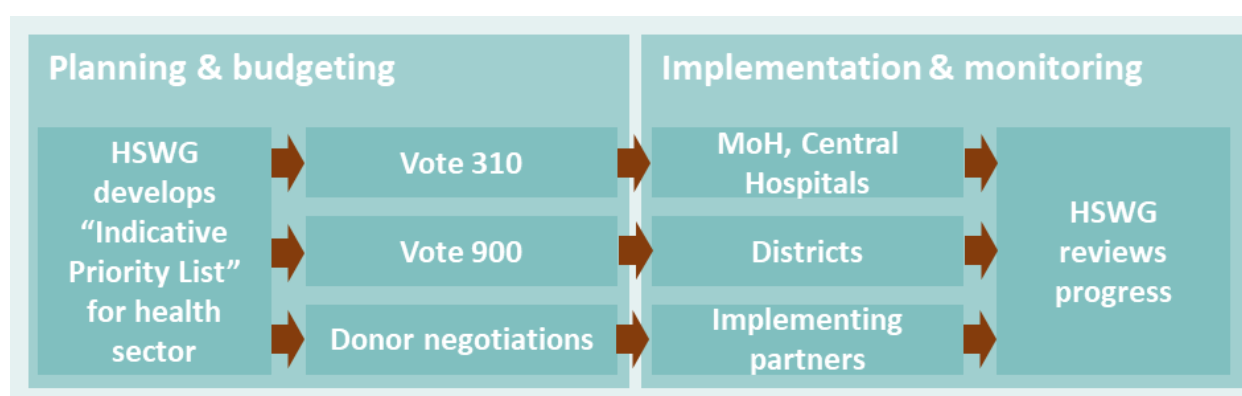 Planning & budgeting
HSWG
develops
“Indicative
Priority List”
for health
sector
Vote 310
Vote 900
Donor negotiations
Implementation & monitoring
MoH, Central
Hospitals
Districts
Implementing
partners
HSWG
reviews
progress